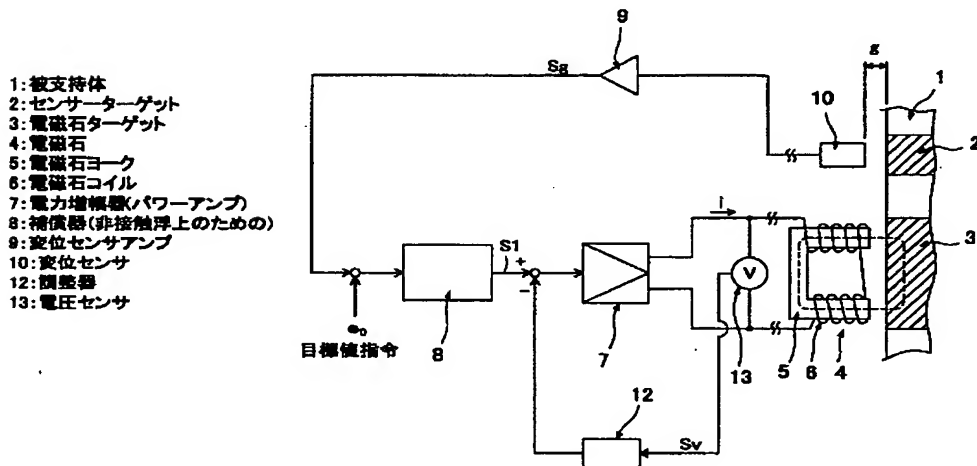 1:被支持体
2:センサーターゲット
3:電磁石ターゲット
4:電磁石
5:電磁石ヨーク
6:電磁石コイル
7:電力増幅器(パワーアンプ)
8:補償器(非接触浮上のための)
9:変位センサアンプ
10:変位センサ
12:調整器
13:電圧センサ
9
Sg
g
1
10
2
i
3
S1
+
-
V
e0
目標値指令
8
7
13
5
6
4
12
Sv